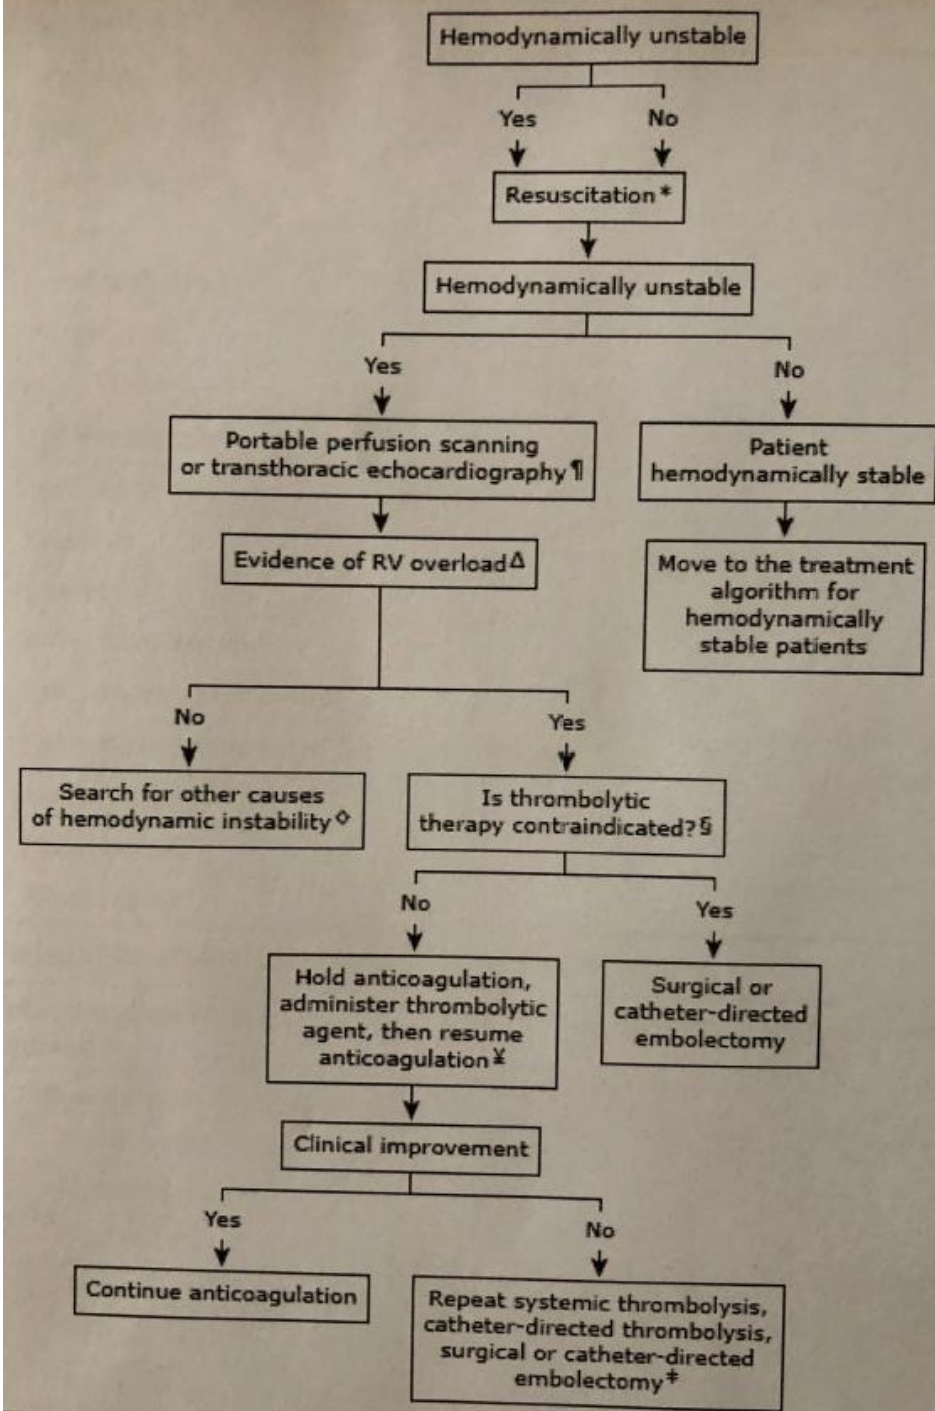 Hemodynamically unstable
Yes
No
Resuscitation*
Hemodynamically unstable
Yes
No
Portable perfusion scanning
or transthoracic echocardiography¶
Patient
hemodynamically stable
Evidence of RV overload∆
Move to the treatment
algorithm for
hemodynamically
stable patients
No
Yes
Search for other causes
of hemodynamic instability◇
Is thrombolytic
therapy contraindicated?§
No
Yes
Hold anticoagulation,
administer thrombolytic
agent, then resume
anticoagulation¥
Surgical or
catheter-directed
embolectomy
Clinical improvement
Yes
No
Continue anticoagulation
Repeat systemic thrombolysis,
catheter-directed thrombolysis,
surgical or catheter-directed
embolectomy‡